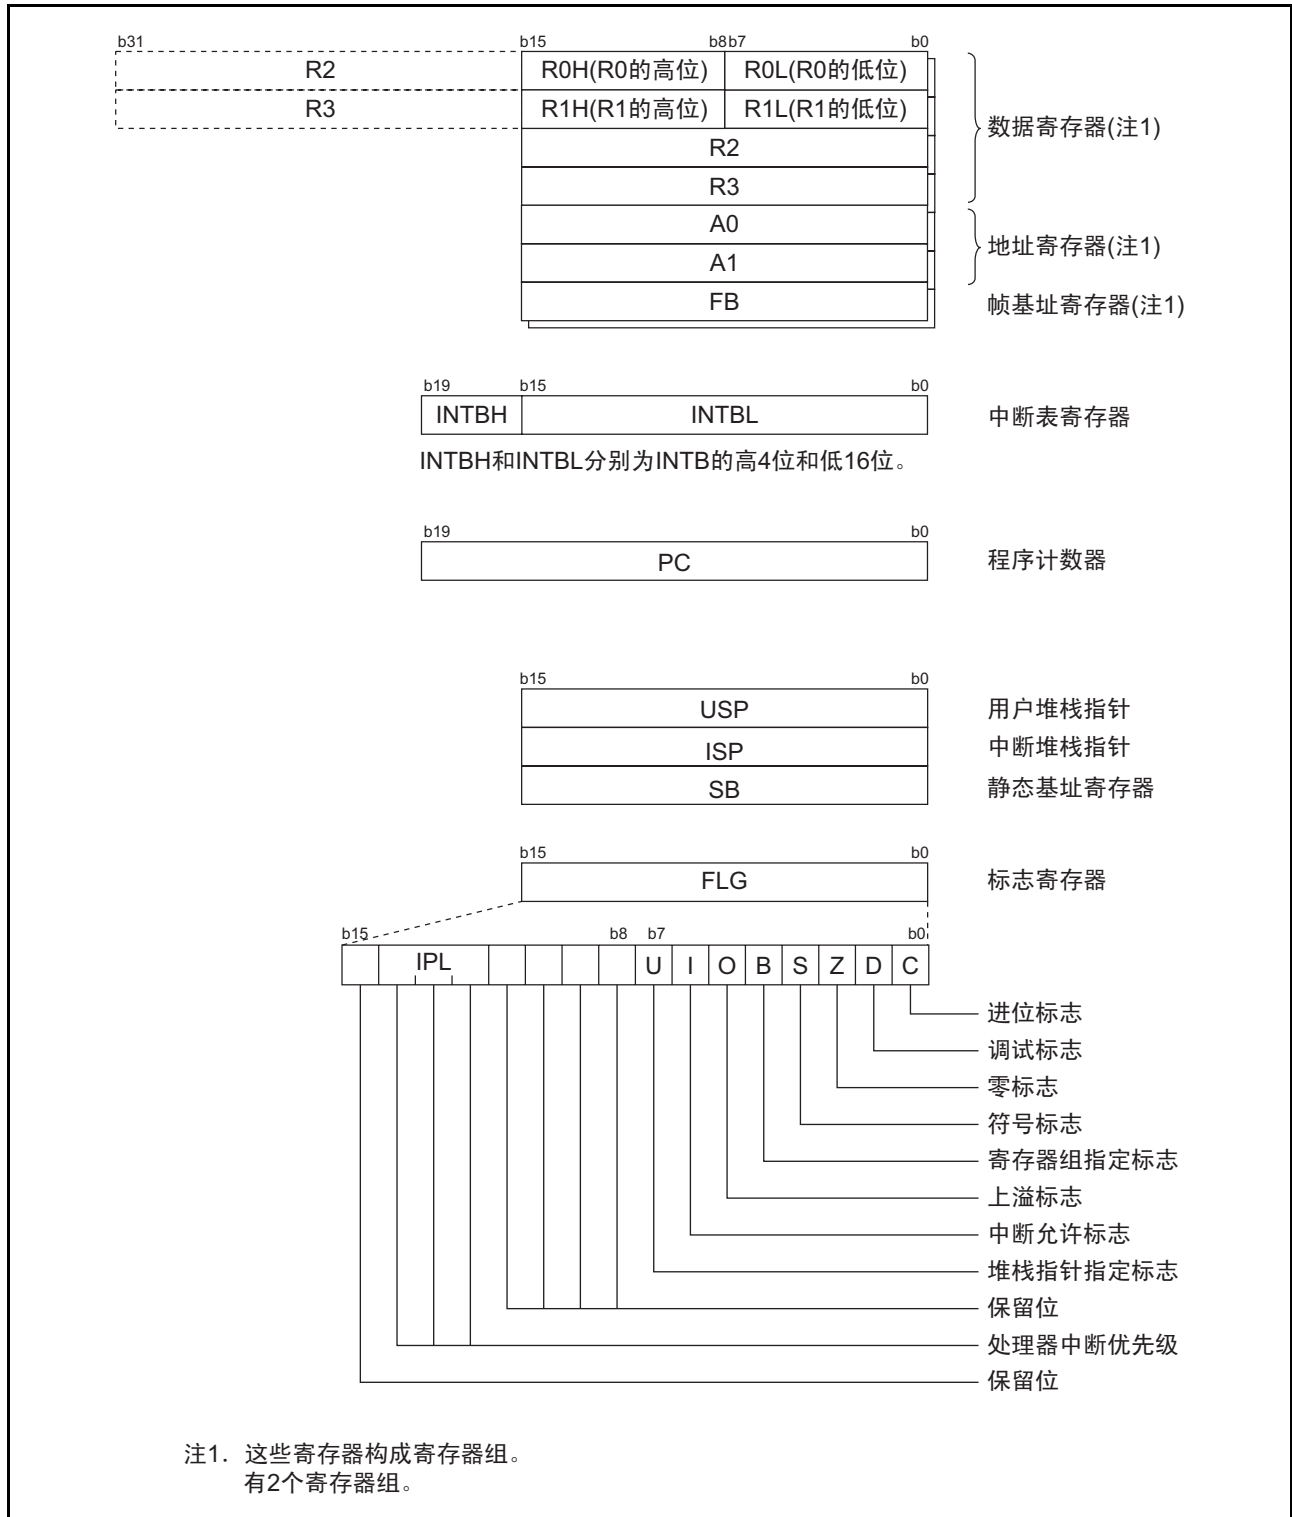 b31 b15 b8b7 b0
R2 R0H(R0的高位) R0L(R0的低位)
R3 R1H(R1的高位) R1L(R1的低位)
数据寄存器(注1)
R2
R3
A0
地址寄存器(注1)
A1
FB 帧基址寄存器(注1)
b19 b15 b0
INTBH INTBL 中断表寄存器
INTBH和INTBL分别为INTB的高4位和低16位。
b19 b0
PC 程序计数器
b15 b0
USP 用户堆栈指针
ISP 中断堆栈指针
SB 静态基址寄存器
b15 b0
FLG 标志寄存器
b15 b8 b7 b0
IPL U I O B S Z D C
进位标志
调试标志
零标志
符号标志
寄存器组指定标志
上溢标志
中断允许标志
堆栈指针指定标志
保留位
处理器中断优先级
保留位
注1. 这些寄存器构成寄存器组。
有2个寄存器组。